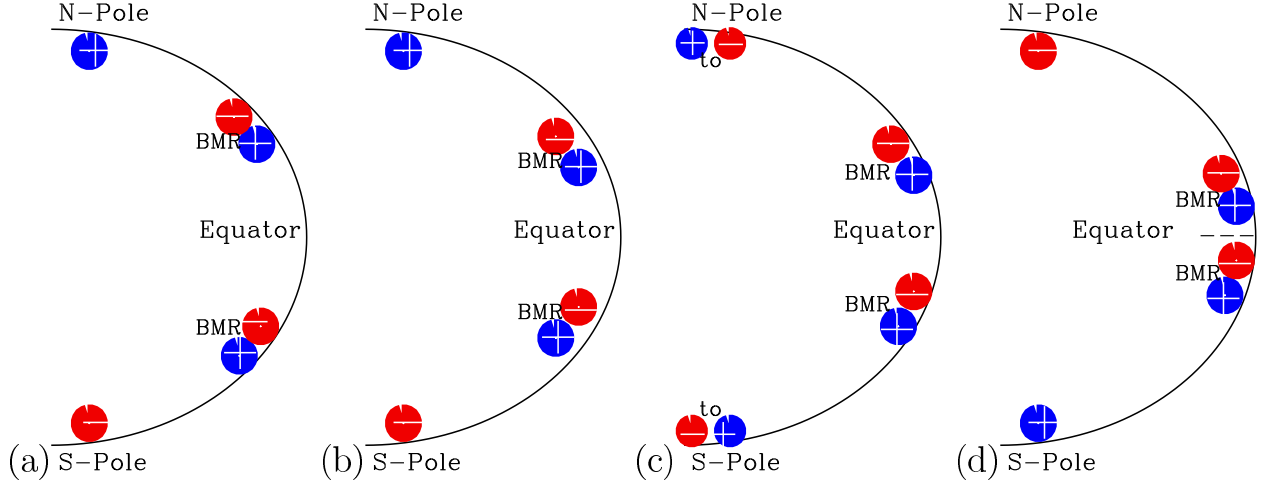 N-Pole
BMR
Equator
BMR
(a) S-Pole
N-Pole
BMR
Equator
BMR
(b) S-Pole
N-Pole
to
BMR
Equator
BMR
to
(c) S-Pole
N-Pole
BMR
Equator
BMR
(d) S-Pole